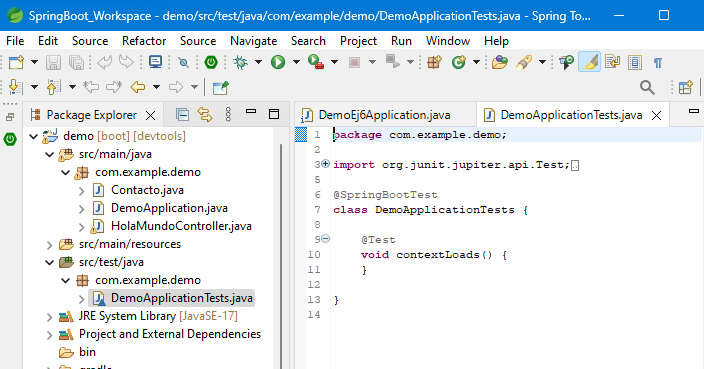 SpringBoot_Workspace - demo/src/test/java/com/example/demo/DemoApplicationTests.java - Spring To...
File Edit Source Refactor Source Navigate Search Project Run Window Help
Package Explorer
demo [boot] [devtools]
src/main/java
com.example.demo
Contacto.java
DemoApplication.java
HolaMundoController.java
src/main/resources
src/test/java
com.example.demo
DemoApplicationTests.java
JRE System Library [JavaSE-17]
Project and External Dependencies
bin
gradle
DemoEj6Application.java
DemoApplicationTests.java
1 package com.example.demo;
2
3 import org.junit.jupiter.api.Test;
5
6 @SpringBootTest
7 class DemoApplicationTests {
8
9 @Test
10 void contextLoads() {
11 }
12
13 }
14